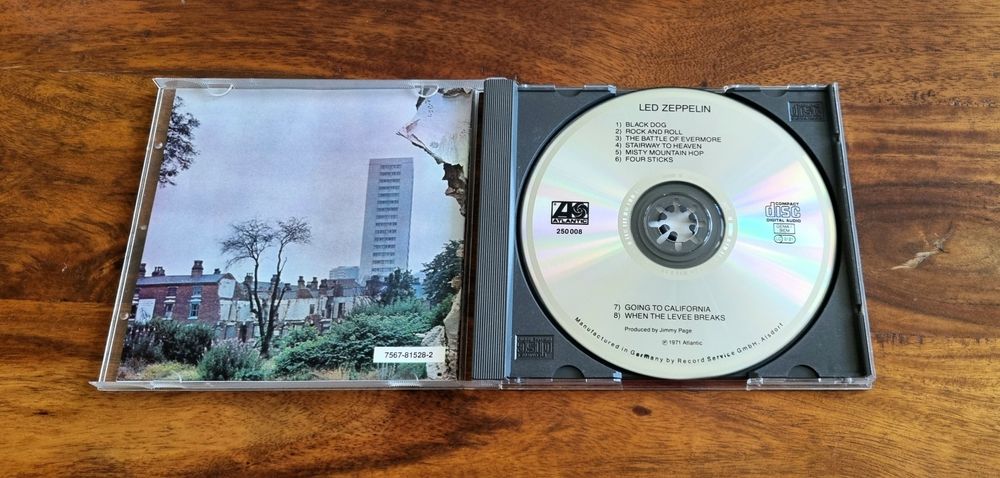 7567-81528-2
LED ZEPPELIN
1) BLACK DOG
2) ROCK AND ROLL
3) THE BATTLE OF EVERMORE
4) STAIRWAY TO HEAVEN
5) MISTY MOUNTAIN HOP
6) FOUR STICKS
ATLANTIC
250 008
COMPACT
disc
DIGITAL AUDIO
GEMA
BIEM
7) GOING TO CALIFORNIA
8) WHEN THE LEVEE BREAKS
Produced by Jimmy Page
℗ 1971 Atlantic
Manufactured in Germany by Record Service GmbH, Alsdorf